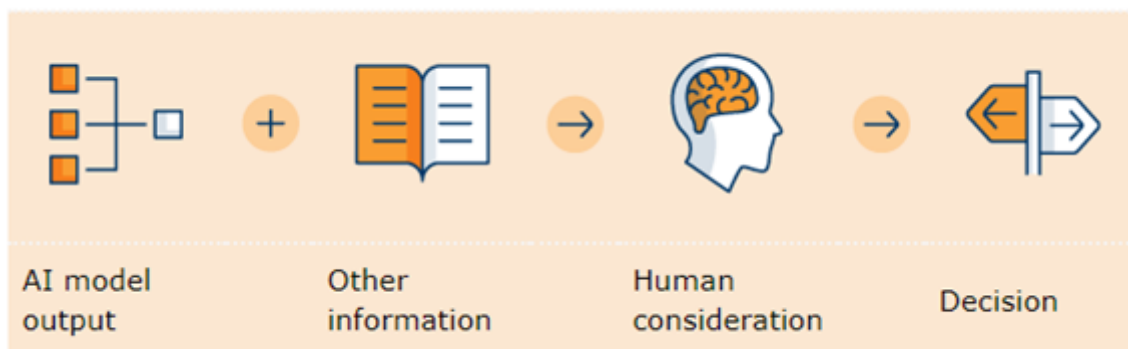 AI model
output
Other
information
Human
consideration
Decision